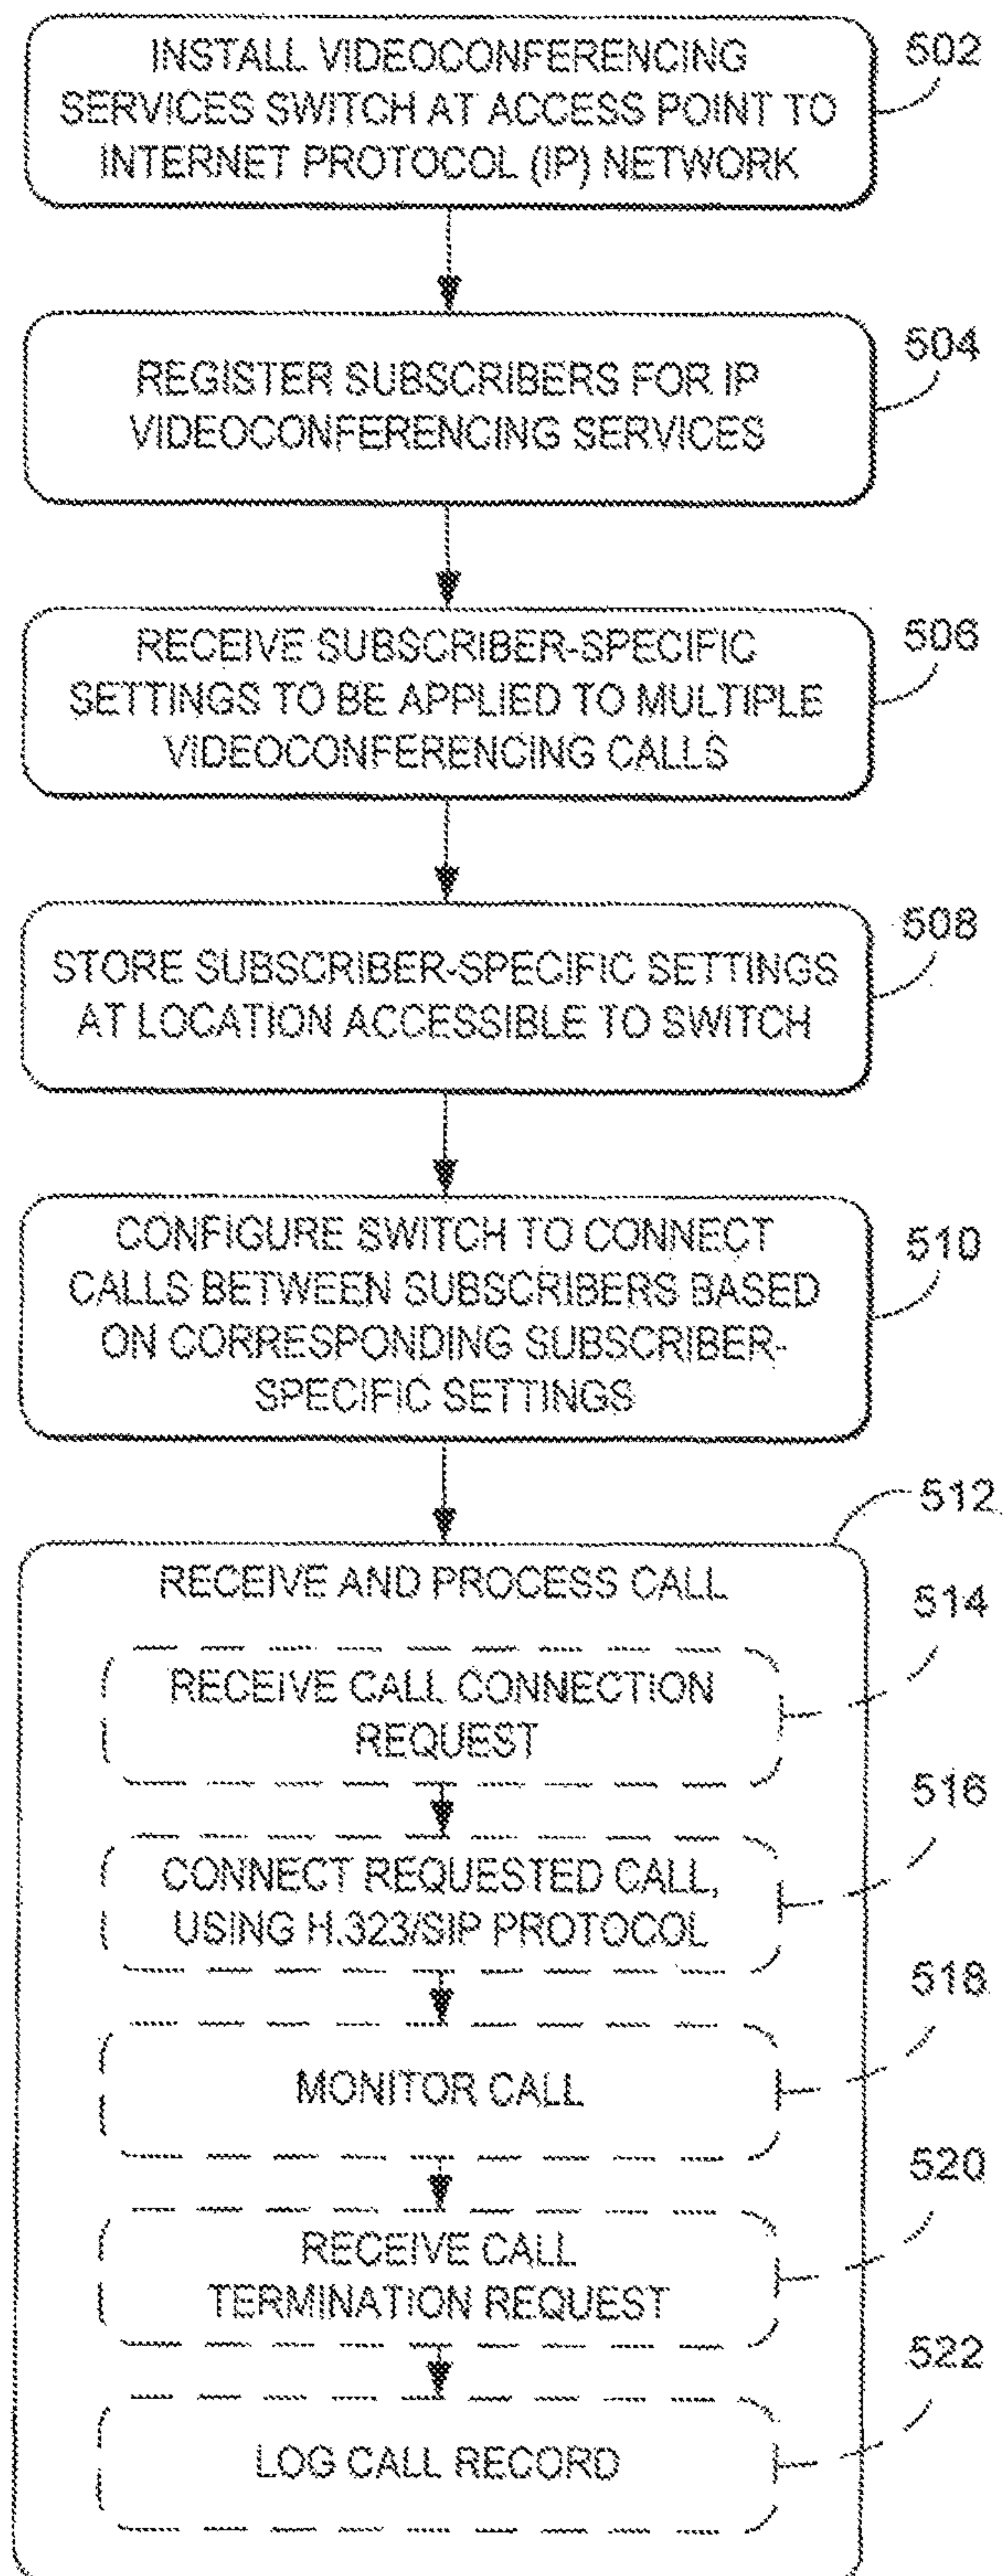 INSTALL VIDEOCONFERENCING
SERVICES SWITCH AT ACCESS POINT TO
INTERNET PROTOCOL (IP) NETWORK
502
REGISTER SUBSCRIBERS FOR IP
VIDEOCONFERENCING SERVICES
504
RECEIVE SUBSCRIBER-SPECIFIC
SETTINGS TO BE APPLIED TO MULTIPLE
VIDEOCONFERENCING CALLS
506
STORE SUBSCRIBER-SPECIFIC SETTINGS
AT LOCATION ACCESSIBLE TO SWITCH
508
CONFIGURE SWITCH TO CONNECT
CALLS BETWEEN SUBSCRIBERS BASED
ON CORRESPONDING SUBSCRIBER-
SPECIFIC SETTINGS
510
512
RECEIVE AND PROCESS CALL
514
RECEIVE CALL CONNECTION
REQUEST
516
CONNECT REQUESTED CALL,
USING H.323/SIP PROTOCOL
518
MONITOR CALL
520
RECEIVE CALL
TERMINATION REQUEST
522
LOG CALL RECORD